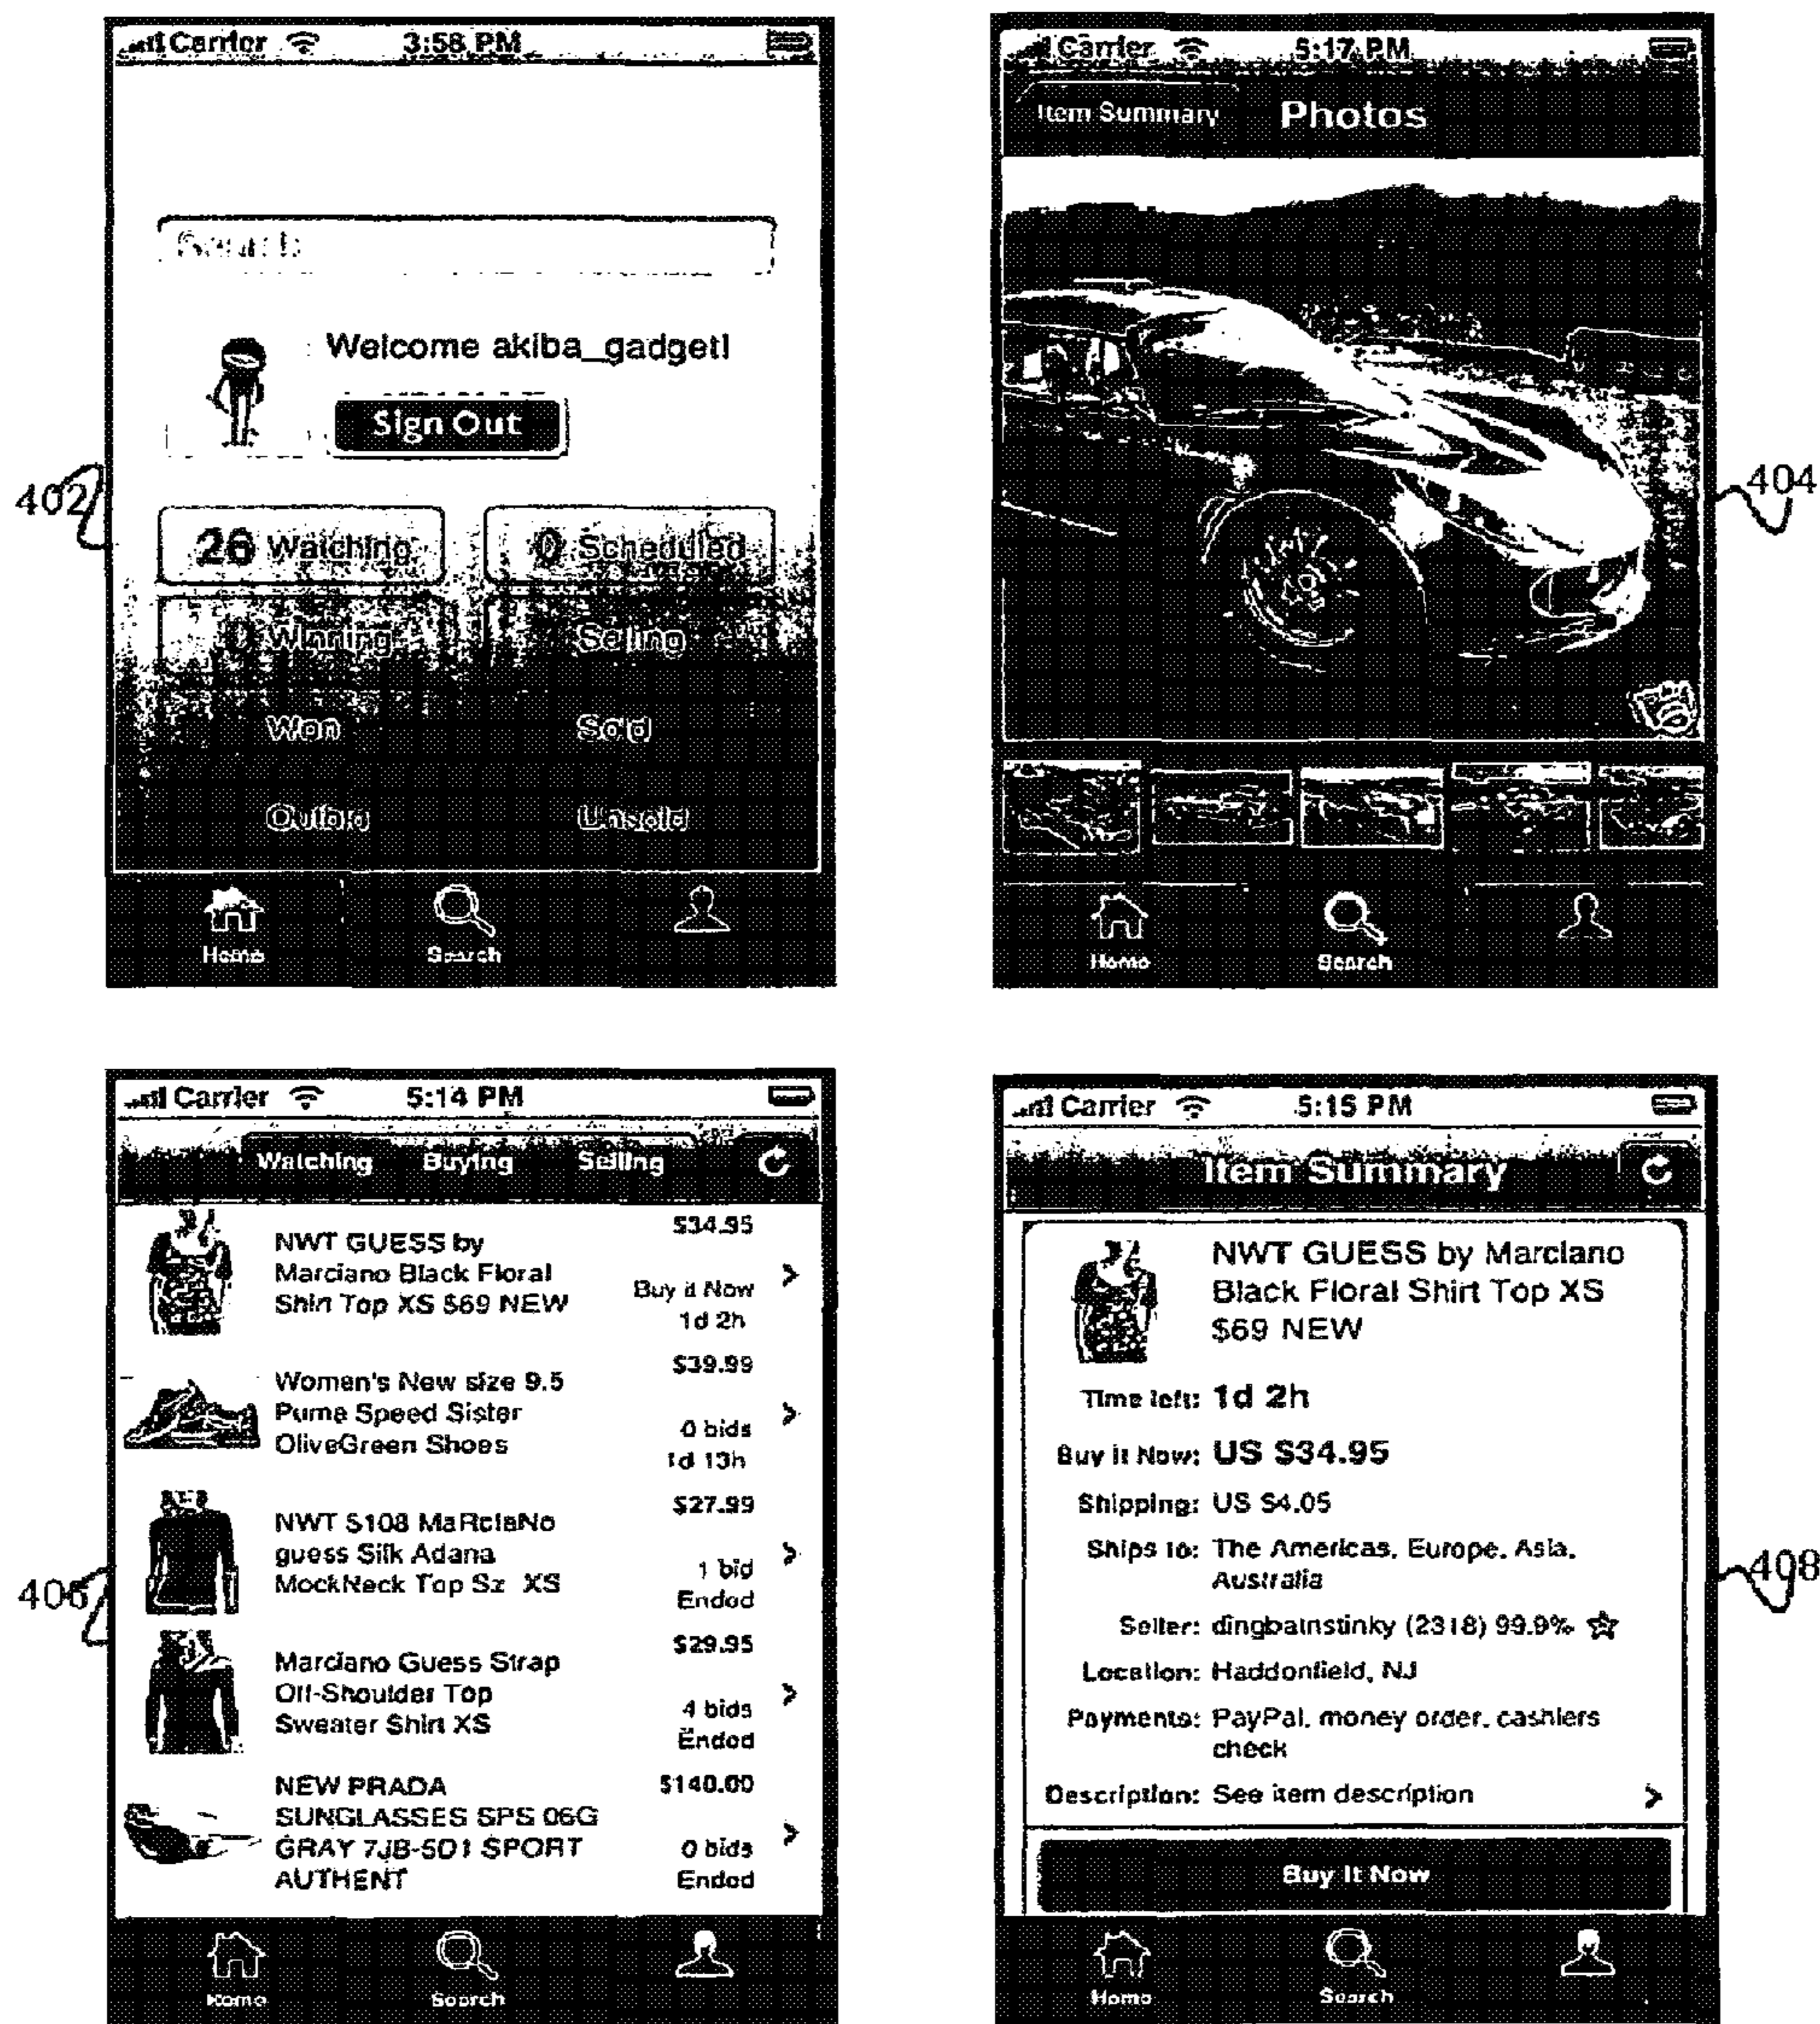 Carrier 3:58 PM
Search
Welcome akiba_gadget!
Sign Out
402
26 Watching
0 Scheduled
0 Winning
Selling
Won
Sold
Outbid
Unsold
Home
Search
Carrier 5:17 PM
Item Summary Photos
404
Home
Search
Carrier 5:14 PM
Watching Buying Selling
NWT GUESS by
Marciano Black Floral
Shirt Top XS $69 NEW
$34.95
Buy it Now
1d 2h
Women's New size 9.5
Puma Speed Sister
OliveGreen Shoes
$39.99
0 bids
1d 13h
406
NWT $108 MaRciaNo
guess Silk Adana
MockNeck Top Sz XS
$27.99
1 bid
Ended
Marciano Guess Strap
Off-Shoulder Top
Sweater Shirt XS
$29.95
4 bids
Ended
NEW PRADA
SUNGLASSES SPS 06G
GRAY 7JB-5D1 SPORT
AUTHENT
$140.00
0 bids
Ended
Home
Search
Carrier 5:15 PM
Item Summary
NWT GUESS by Marciano
Black Floral Shirt Top XS
$69 NEW
Time left: 1d 2h
Buy it Now: US $34.95
Shipping: US $4.05
Ships to: The Americas, Europe, Asia,
Australia
408
Seller: (2318) 99.9%
Location: Haddonfield, NJ
Payments: PayPal, money order, cashiers
check
Description: See item description
Buy It Now
Home
Search